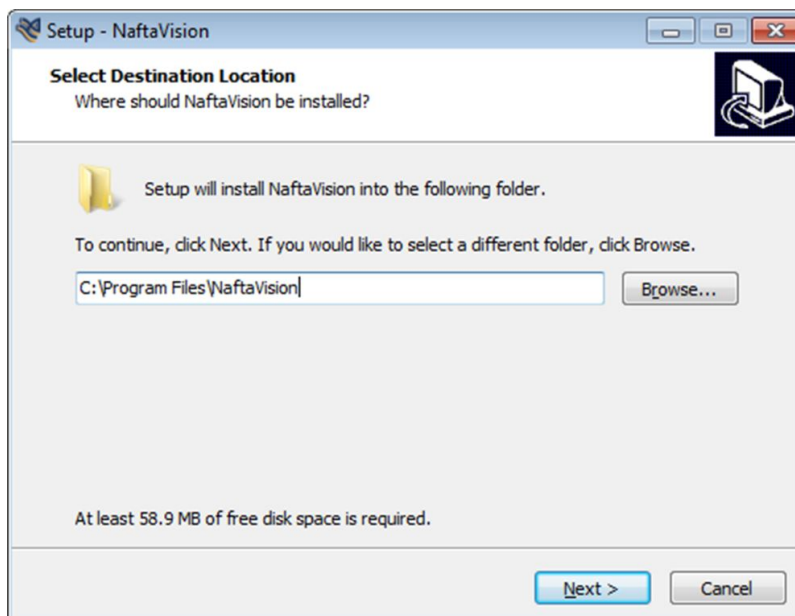 Setup - NaftaVision
Select Destination Location
Where should NaftaVision be installed?
Setup will install NaftaVision into the following folder.
To continue, click Next. If you would like to select a different folder, click Browse.
C:\Program Files\NaftaVision
Browse...
At least 58.9 MB of free disk space is required.
Next >
Cancel